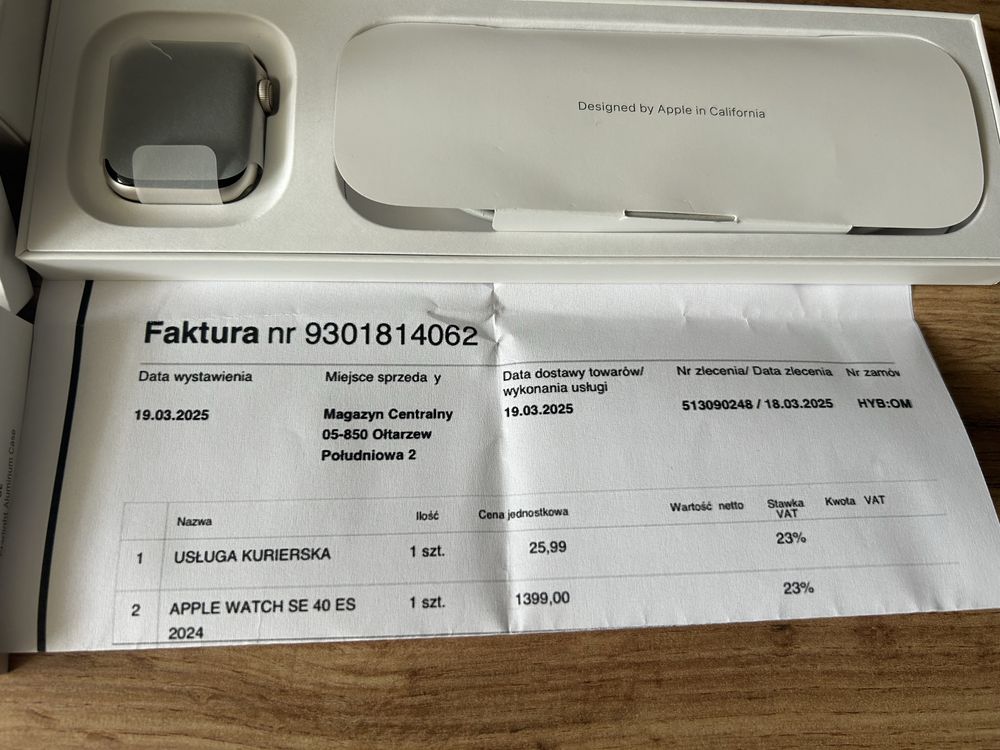 Designed by Apple in California
Faktura nr 9301814062
Data wystawienia
Miejsce sprzeda y
Data dostawy towarów/
wykonania usługi
Nr zlecenia/ Data zlecenia
Nr zamów
19.03.2025
Magazyn Centralny
05-850 Ołtarzew
Południowa 2
19.03.2025
513090248 / 18.03.2025
HYB:OM
Nazwa
Ilość
Cena jednostkowa
Wartość netto
Stawka
VAT
Kwota VAT
1 USŁUGA KURIERSKA 1 szt. 25,99 23%
2 APPLE WATCH SE 40 ES 1 szt. 1399,00 23%
2024
Aluminum Case